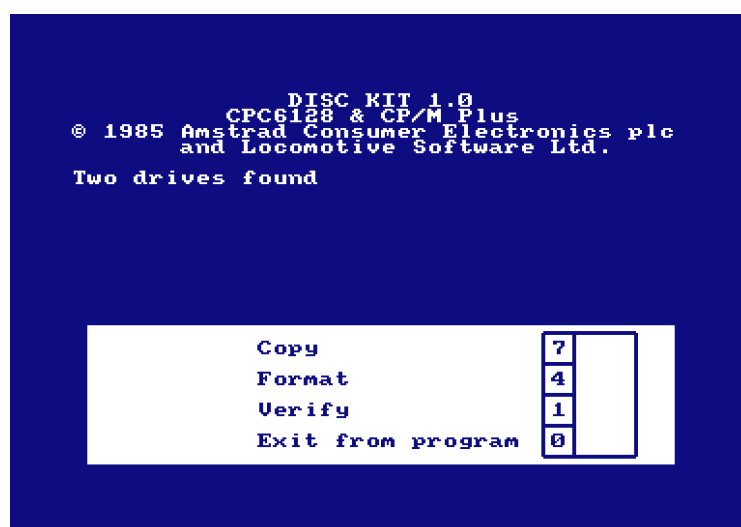 DISC KIT 1.0
CPC6128 & CP/M Plus
© 1985 Amstrad Consumer Electronics plc
and Locomotive Software Ltd.
Two drives found
Copy 7
Format 4
Verify 1
Exit from program 0